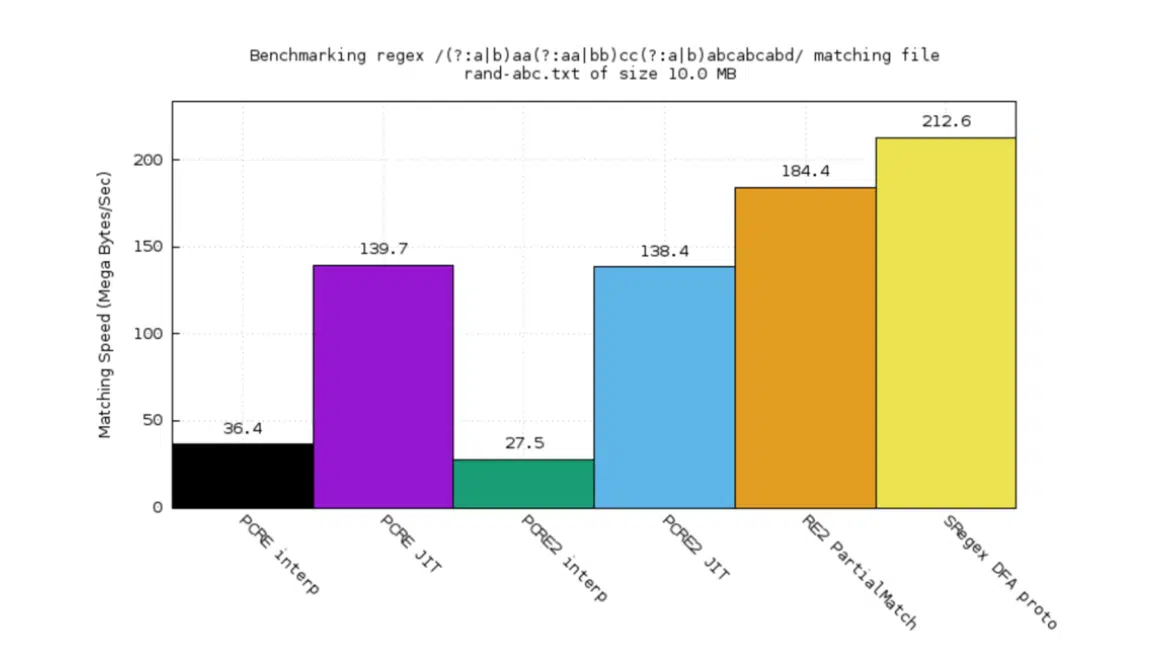 Benchmarking regex /(?:a|b)aa(?:aa|bb)cc(?:a|b)abcabcabd/ matching file
rand-abc.txt of size 10.0 MB
Matching Speed (Mega Bytes/Sec)
200
150
100
50
0
36.4
139.7
27.5
138.4
184.4
212.6
PCRE interp
PCRE JIT
PCRE2 interp
PCRE2 JIT
RE2 PartialMatch
SRegex DFA proto